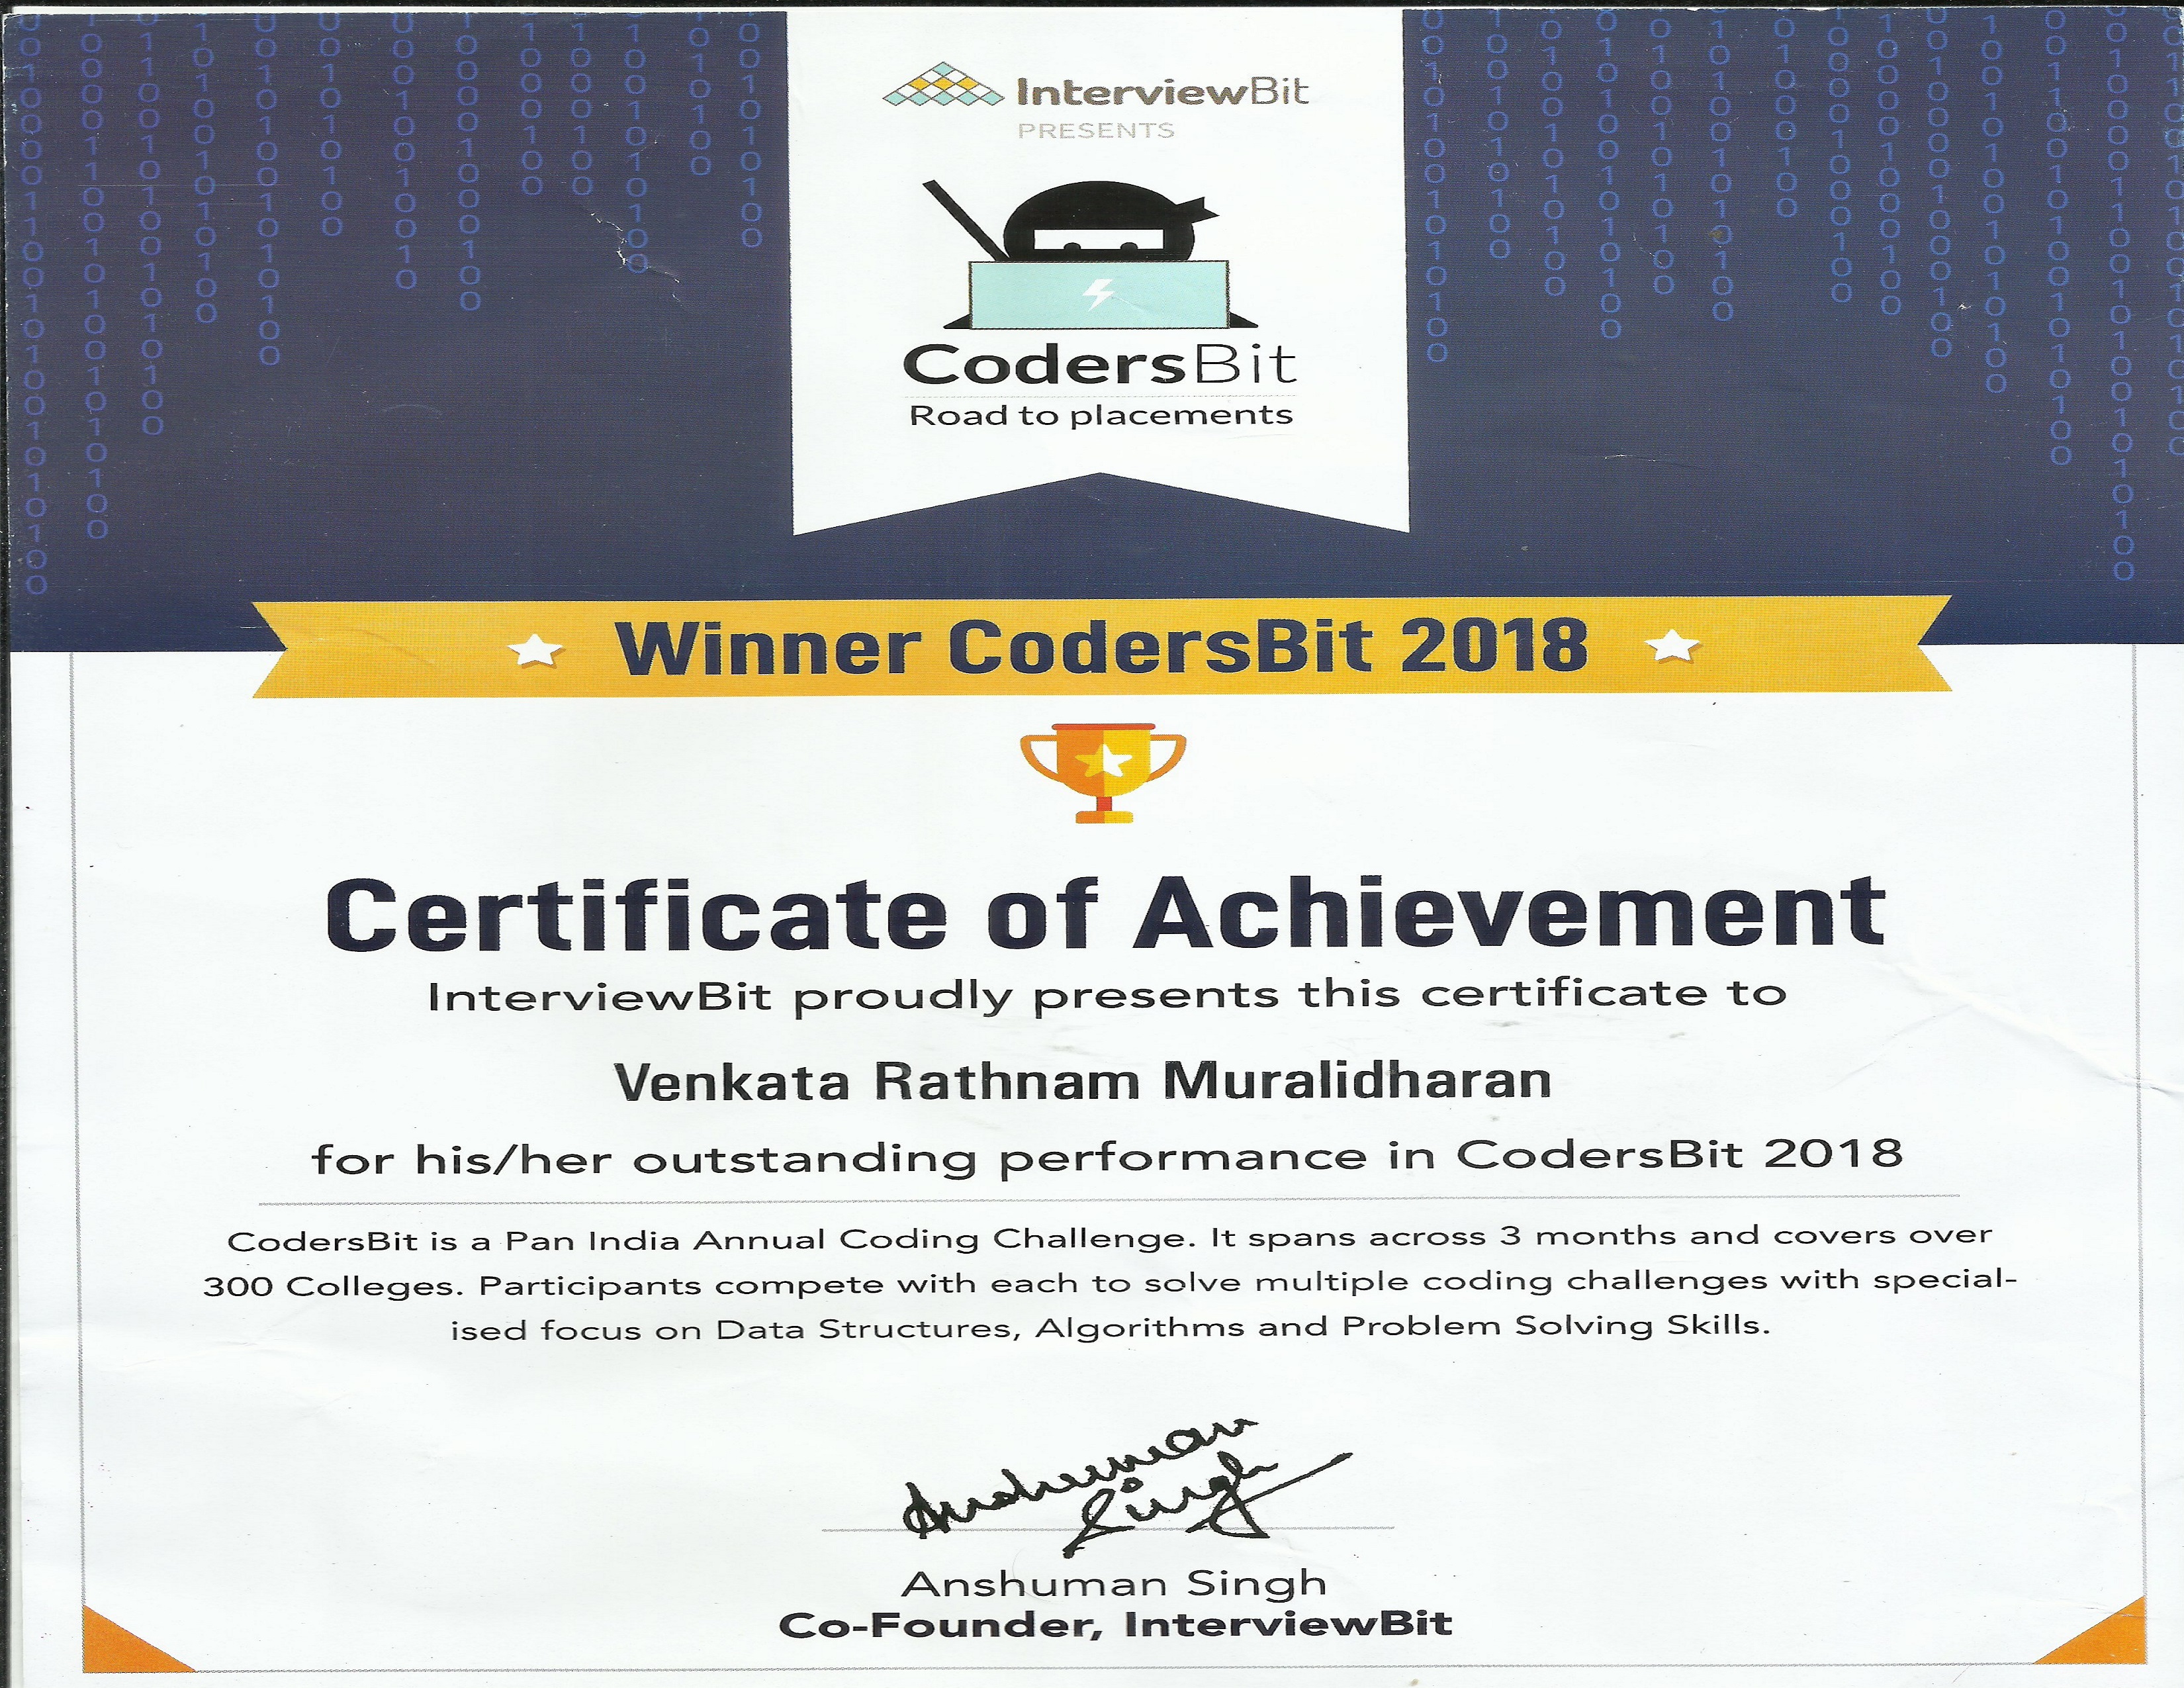 InterviewBit
PRESENTS
CodersBit
Road to placements
Winner CodersBit 2018
Certificate of Achievement
InterviewBit proudly presents this certificate to
Venkata Rathnam Muralidharan
for his/her outstanding performance in CodersBit 2018
CodersBit is a Pan India Annual Coding Challenge. It spans across 3 months and covers over
300 Colleges. Participants compete with each to solve multiple coding challenges with special-
ised focus on Data Structures, Algorithms and Problem Solving Skills.
Anshuman
Singh
Anshuman Singh
Co-Founder, InterviewBit